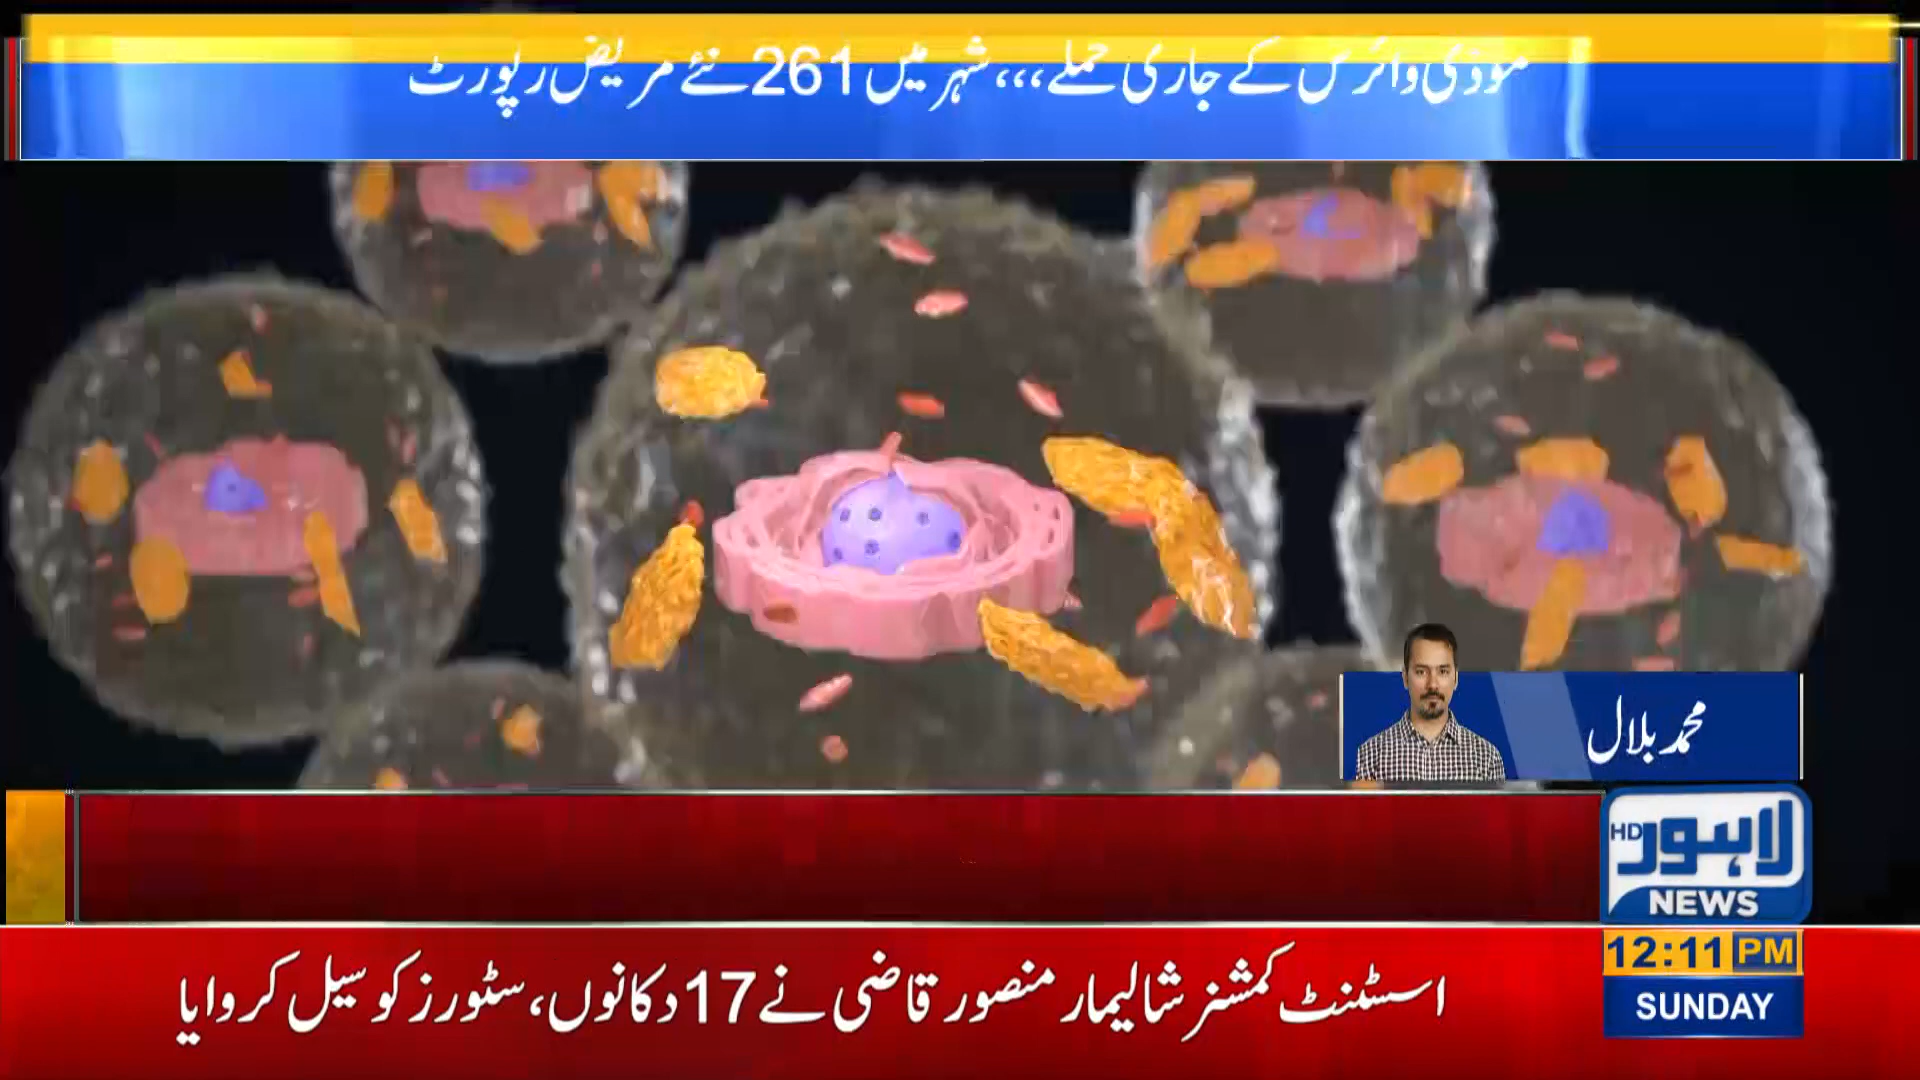 موذی وائرس کے جاری حملے،،،شہر میں 261 نئے مریض رپورٹ
محمد بلال
لاہور
HD
NEWS
12:11 PM
SUNDAY
اسسٹنٹ کمشنر شالیمار منصور قاضی نے 17 دکانوں، سٹورز کو سیل کروایا